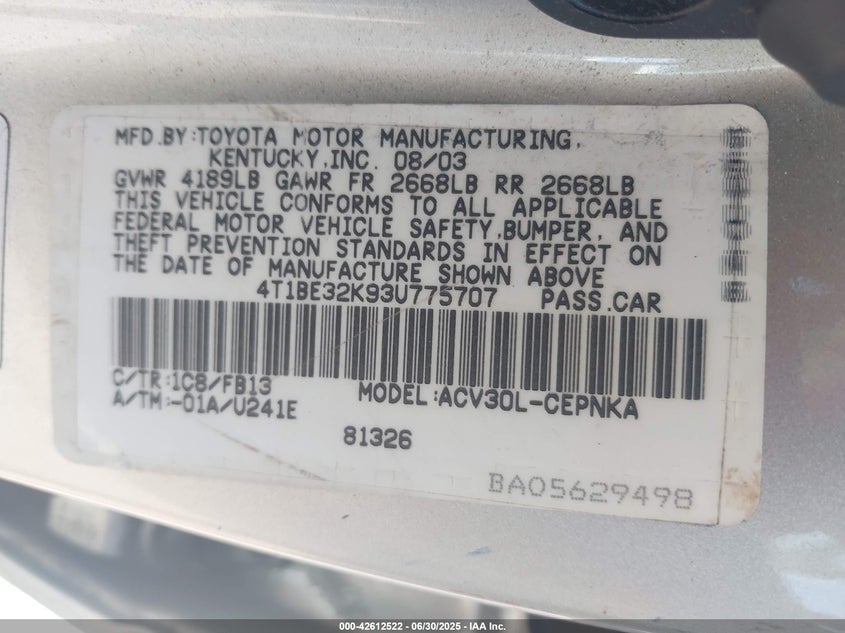 MFD.BY:TOYOTA MOTOR MANUFACTURING,
KENTUCKY,INC. 08/03
GVWR 4189LB GAWR FR 2668LB RR 2668LB
THIS VEHICLE CONFORMS TO ALL APPLICABLE
FEDERAL MOTOR VEHICLE SAFETY,BUMPER, AND
THEFT PREVENTION STANDARDS IN EFFECT ON
THE DATE OF MANUFACTURE SHOWN ABOVE
4T1BE32K93U775707 PASS.CAR
C/TR:1C8/FB13 MODEL:ACV30L-CEPNKA
A/TM:-01A/U241E
81326
BA05629498
000-42612522 - 06/30/2025 - IAA Inc.